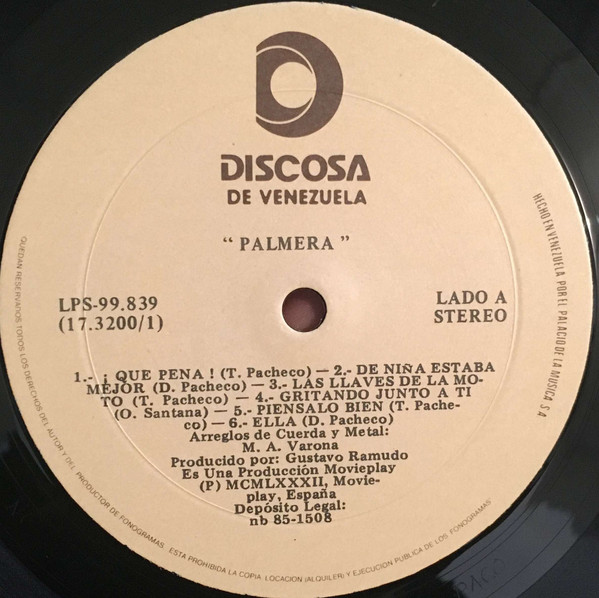 DISCOSA
DE VENEZUELA
" PALMERA "
LPS-99.839
(17.3200/1)
LADO A
STEREO
1.- ¡ QUE PENA ! (T. Pacheco) — 2.- DE NIÑA ESTABA
MEJOR (D. Pacheco) — 3.- LAS LLAVES DE LA MO-
TO (T. Pacheco) — 4.- GRITANDO JUNTO A TI
(O. Santana) — 5.- PIENSALO BIEN (T. Pache-
co) — 6.- ELLA (D. Pacheco)
Arreglos de Cuerda y Metal:
M. A. Varona
Producido por: Gustavo Ramudo
Es Una Producción Movieplay
(P) MCMLXXXII, Movie-
play, España
Depósito Legal:
nb 85-1508
QUEDAN RESERVADOS TODOS LOS DERECHOS DEL AUTOR Y DEL PRODUCTOR DE FONOGRAMAS. ESTA PROHIBIDA LA COPIA, LOCACION (ALQUILER) Y EJECUCION PUBLICA DE LOS FONOGRAMAS
HECHO EN VENEZUELA POR EL PALACIO DE LA MUSICA, S.A.